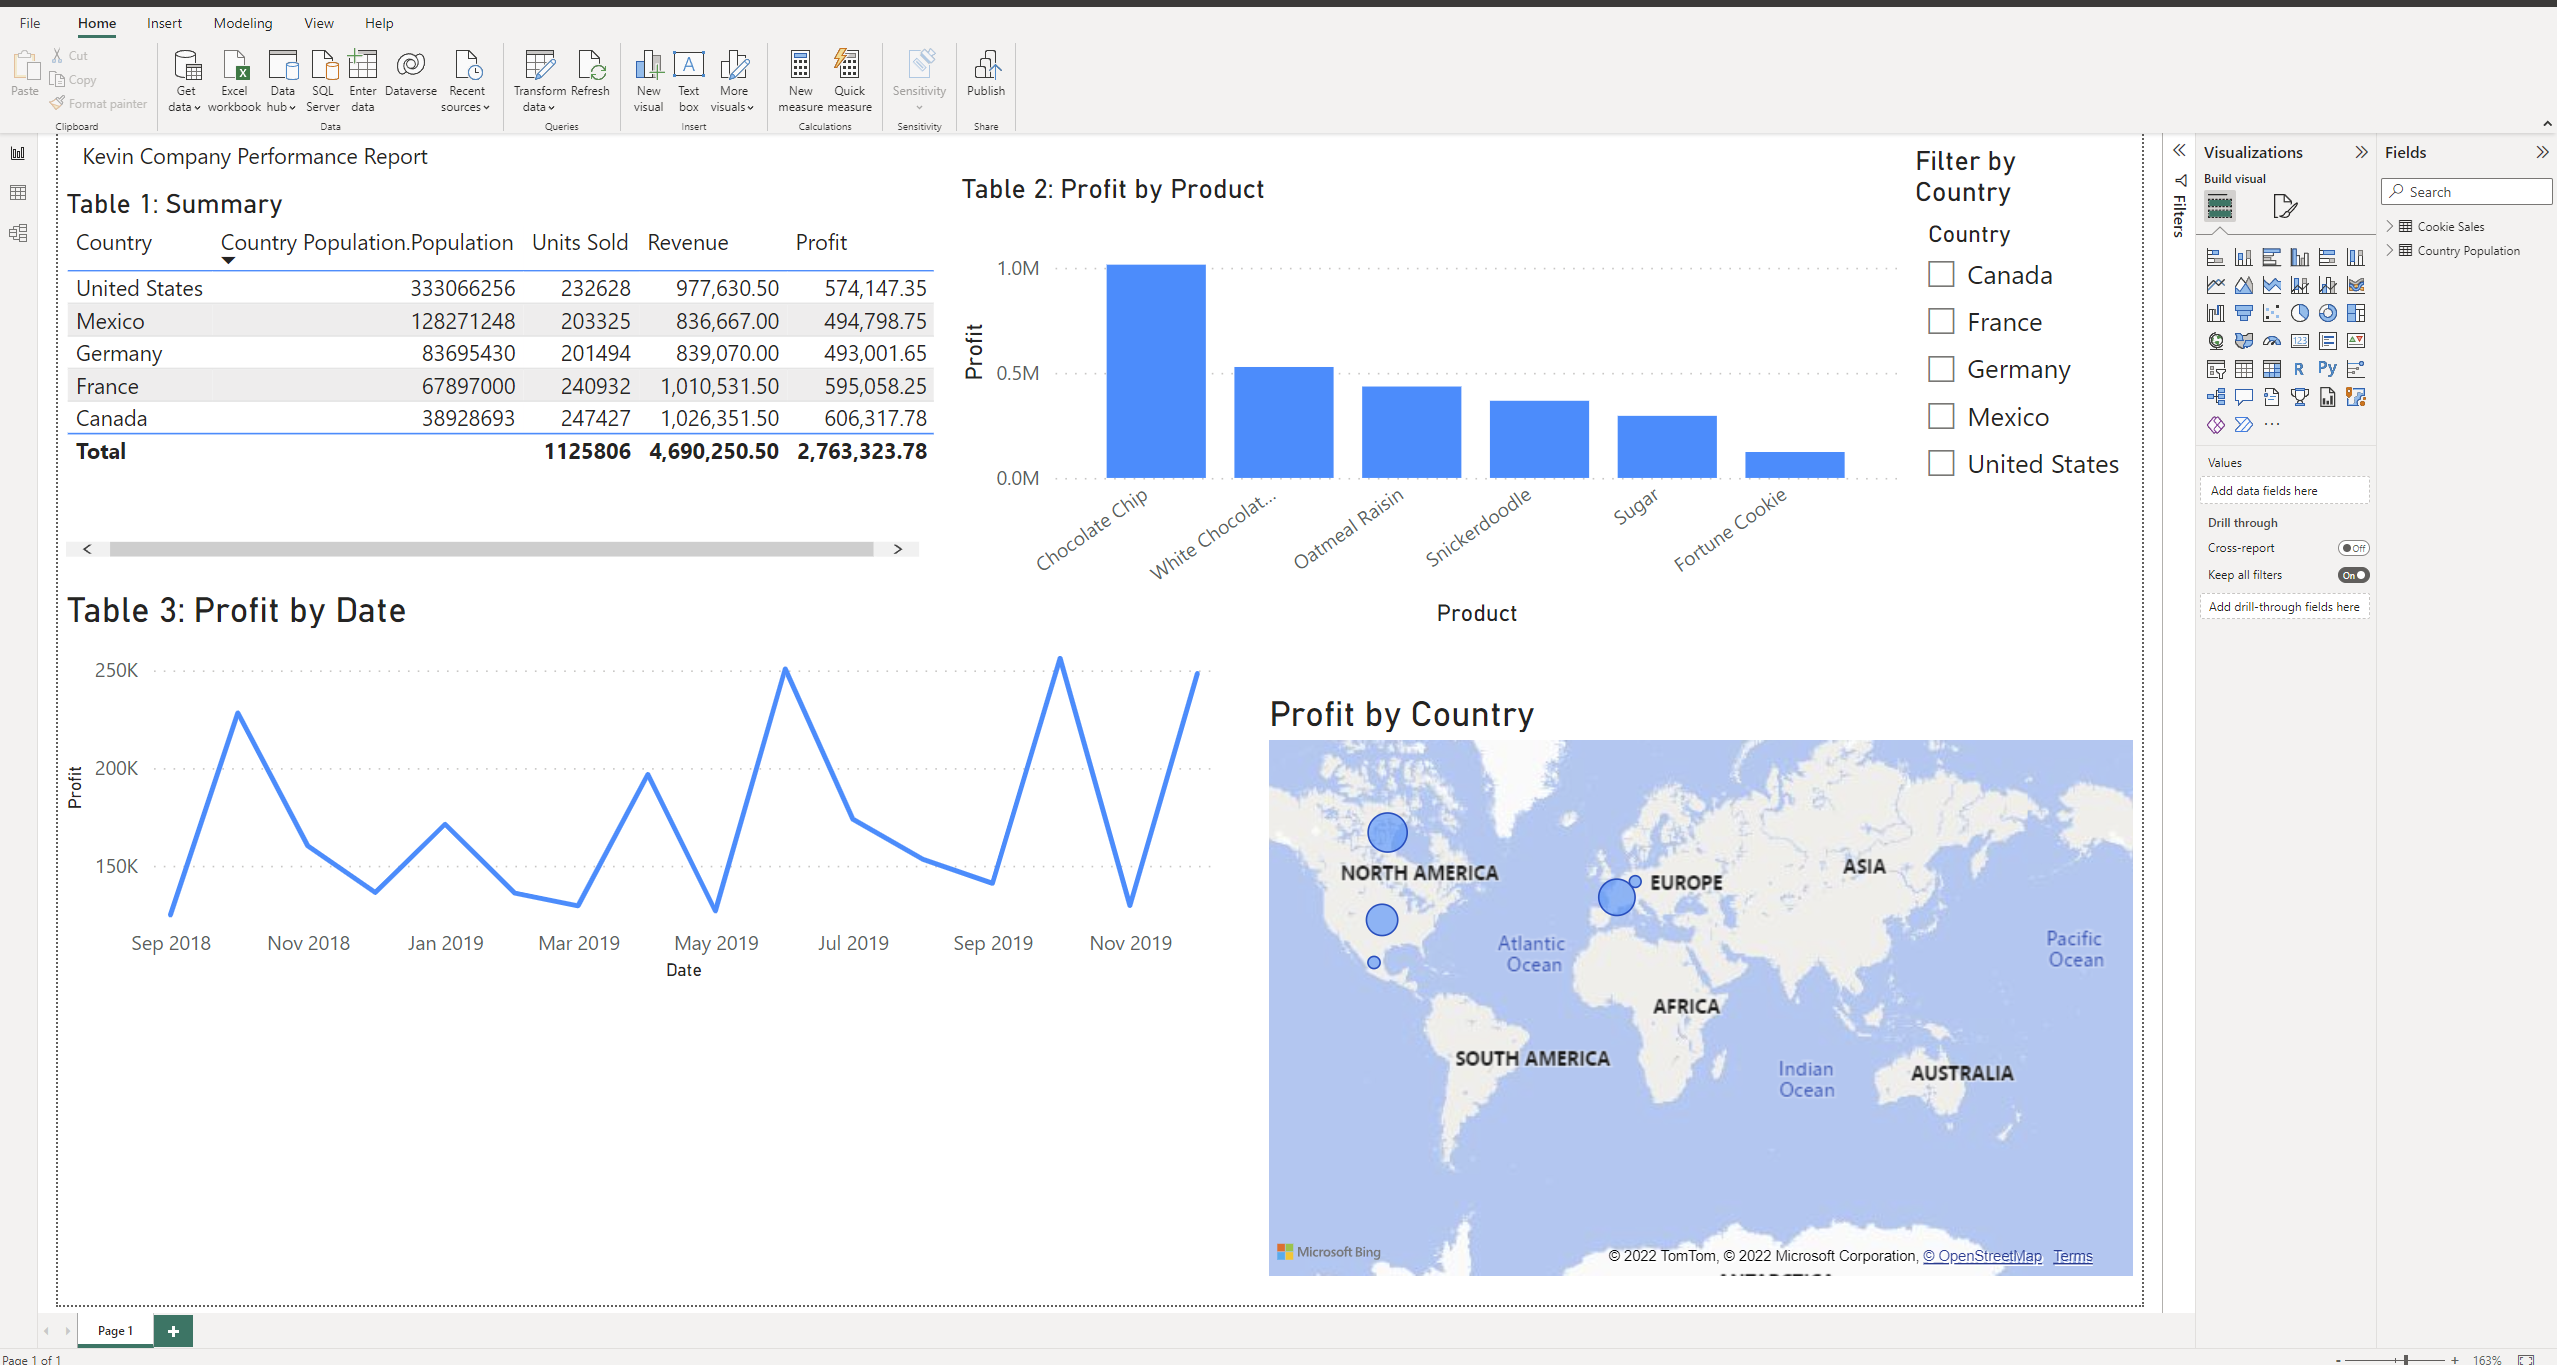 File Home Insert Modeling View Help
Paste
Cut
Copy
Format painter
Clipboard
Get data
Excel workbook
Data hub
SQL Server
Enter data
Dataverse
Recent sources
Data
Transform data
Refresh
Queries
New visual
A
Text box
More visuals
Insert
New measure
Quick measure
Calculations
Sensitivity
Sensitivity
Publish
Share
Kevin Company Performance Report
Table 1: Summary
Country Country Population.Population Units Sold Revenue Profit
United States 333066256 232628 977,630.50 574,147.35
Mexico 128271248 203325 836,667.00 494,798.75
Germany 83695430 201494 839,070.00 493,001.65
France 67897000 240932 1,010,531.50 595,058.25
Canada 38928693 247427 1,026,351.50 606,317.78
Total 1125806 4,690,250.50 2,763,323.78
Table 2: Profit by Product
Profit
1.0M
0.5M
0.0M
Chocolate Chip
White Chocolat...
Oatmeal Raisin
Snickerdoodle
Sugar
Fortune Cookie
Product
Filter by
Country
Country
Canada
France
Germany
Mexico
United States
Table 3: Profit by Date
Profit
250K
200K
150K
Sep 2018 Nov 2018 Jan 2019 Mar 2019 May 2019 Jul 2019 Sep 2019 Nov 2019
Date
Profit by Country
NORTH AMERICA
EUROPE
ASIA
Atlantic
Ocean
Pacific
Ocean
AFRICA
SOUTH AMERICA
Indian
Ocean
AUSTRALIA
Microsoft Bing
© 2022 TomTom, © 2022 Microsoft Corporation, © OpenStreetMap Terms
Filters
Visualizations
Build visual
123
R
Py
Values
Add data fields here
Drill through
Cross-report Off
Keep all filters On
Add drill-through fields here
Fields
Search
Cookie Sales
Country Population
Page 1
Page 1 of 1
- + 163%